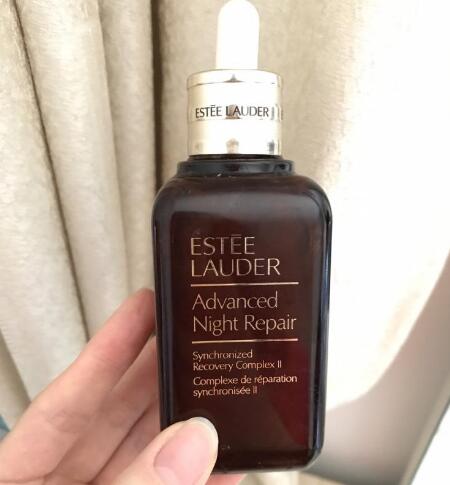 ESTĒE LAUDER
ESTĒE
LAUDER
Advanced
Night Repair
Synchronized
Recovery Complex II
Complexe de réparation
synchronisée II